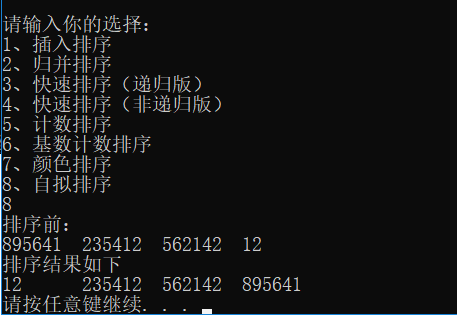 请输入你的选择:
1、插入排序
2、归并排序
3、快速排序（递归版）
4、快速排序（非递归版）
5、计数排序
6、基数计数排序
7、颜色排序
8、自拟排序
8
排序前:
895641  235412  562142  12
排序结果如下
12      235412  562142  895641
请按任意键继续. . .